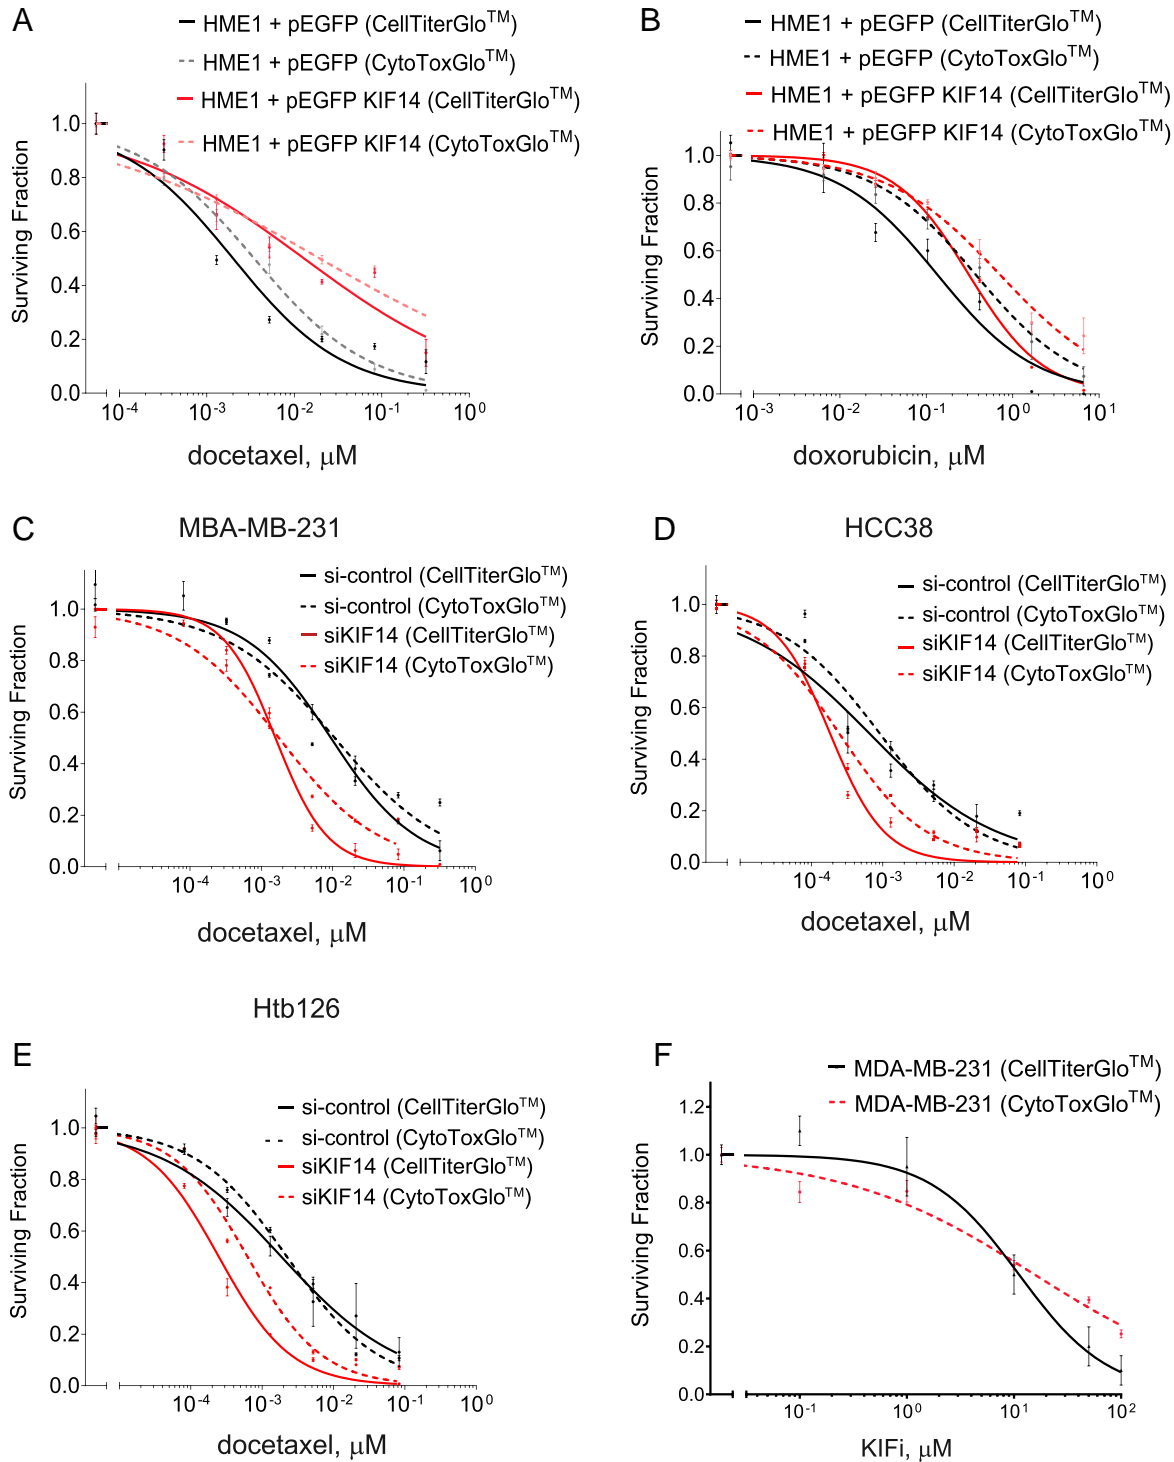 A
HME1 + pEGFP (CellTiterGlo™)
HME1 + pEGFP (CytoToxGlo™)
HME1 + pEGFP KIF14 (CellTiterGlo™)
HME1 + pEGFP KIF14 (CytoToxGlo™)
Surviving Fraction
1.0
0.8
0.6
0.4
0.2
0.0
10⁻⁴ 10⁻³ 10⁻² 10⁻¹ 10⁰
docetaxel, μM
B
HME1 + pEGFP (CellTiterGlo™)
HME1 + pEGFP (CytoToxGlo™)
HME1 + pEGFP KIF14 (CellTiterGlo™)
HME1 + pEGFP KIF14 (CytoToxGlo™)
Surviving Fraction
1.0
0.8
0.6
0.4
0.2
0.0
10⁻³ 10⁻² 10⁻¹ 10⁰ 10¹
doxorubicin, μM
C
MBA-MB-231
si-control (CellTiterGlo™)
si-control (CytoToxGlo™)
siKIF14 (CellTiterGlo™)
siKIF14 (CytoToxGlo™)
Surviving Fraction
1.0
0.8
0.6
0.4
0.2
0.0
10⁻⁴ 10⁻³ 10⁻² 10⁻¹ 10⁰
docetaxel, μM
D
HCC38
si-control (CellTiterGlo™)
si-control (CytoToxGlo™)
siKIF14 (CellTiterGlo™)
siKIF14 (CytoToxGlo™)
Surviving Fraction
1.0
0.8
0.6
0.4
0.2
0.0
10⁻⁴ 10⁻³ 10⁻² 10⁻¹ 10⁰
docetaxel, μM
Htb126
E
si-control (CellTiterGlo™)
si-control (CytoToxGlo™)
siKIF14 (CellTiterGlo™)
siKIF14 (CytoToxGlo™)
Surviving Fraction
1.0
0.8
0.6
0.4
0.2
0.0
10⁻⁴ 10⁻³ 10⁻² 10⁻¹ 10⁰
docetaxel, μM
F
MDA-MB-231 (CellTiterGlo™)
MDA-MB-231 (CytoToxGlo™)
Surviving Fraction
1.2
1.0
0.8
0.6
0.4
0.2
0.0
10⁻¹ 10⁰ 10¹ 10²
KIFi, μM